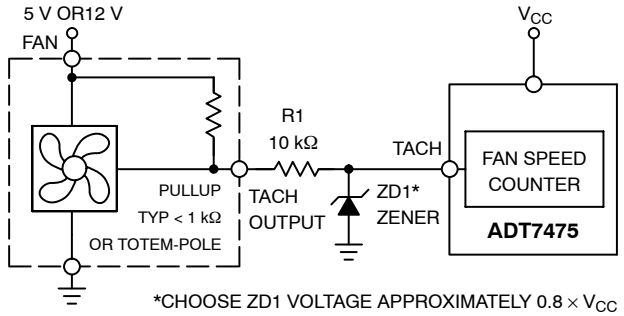 5 V OR12 V
FAN
V_CC
R1
10 kΩ
TACH
FAN SPEED
COUNTER
PULLUP
TYP < 1 kΩ
OR TOTEM-POLE
TACH
OUTPUT
ZD1*
ZENER
ADT7475
*CHOOSE ZD1 VOLTAGE APPROXIMATELY 0.8 × V_CC